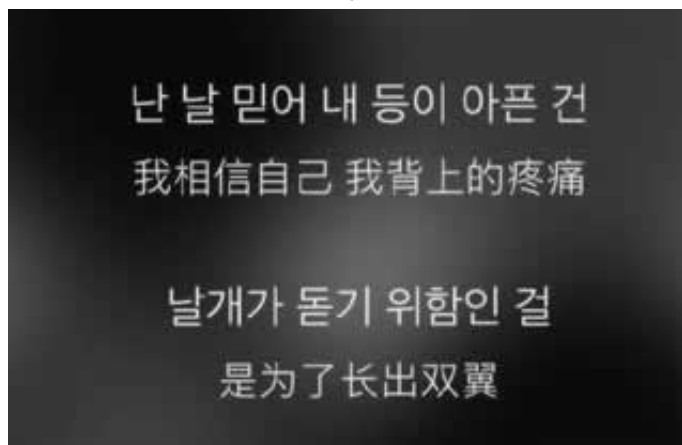 난 날 믿어 내 등이 아픈 건
我相信自己 我背上的疼痛
날개가 돋기 위함인 걸
是为了长出双翼